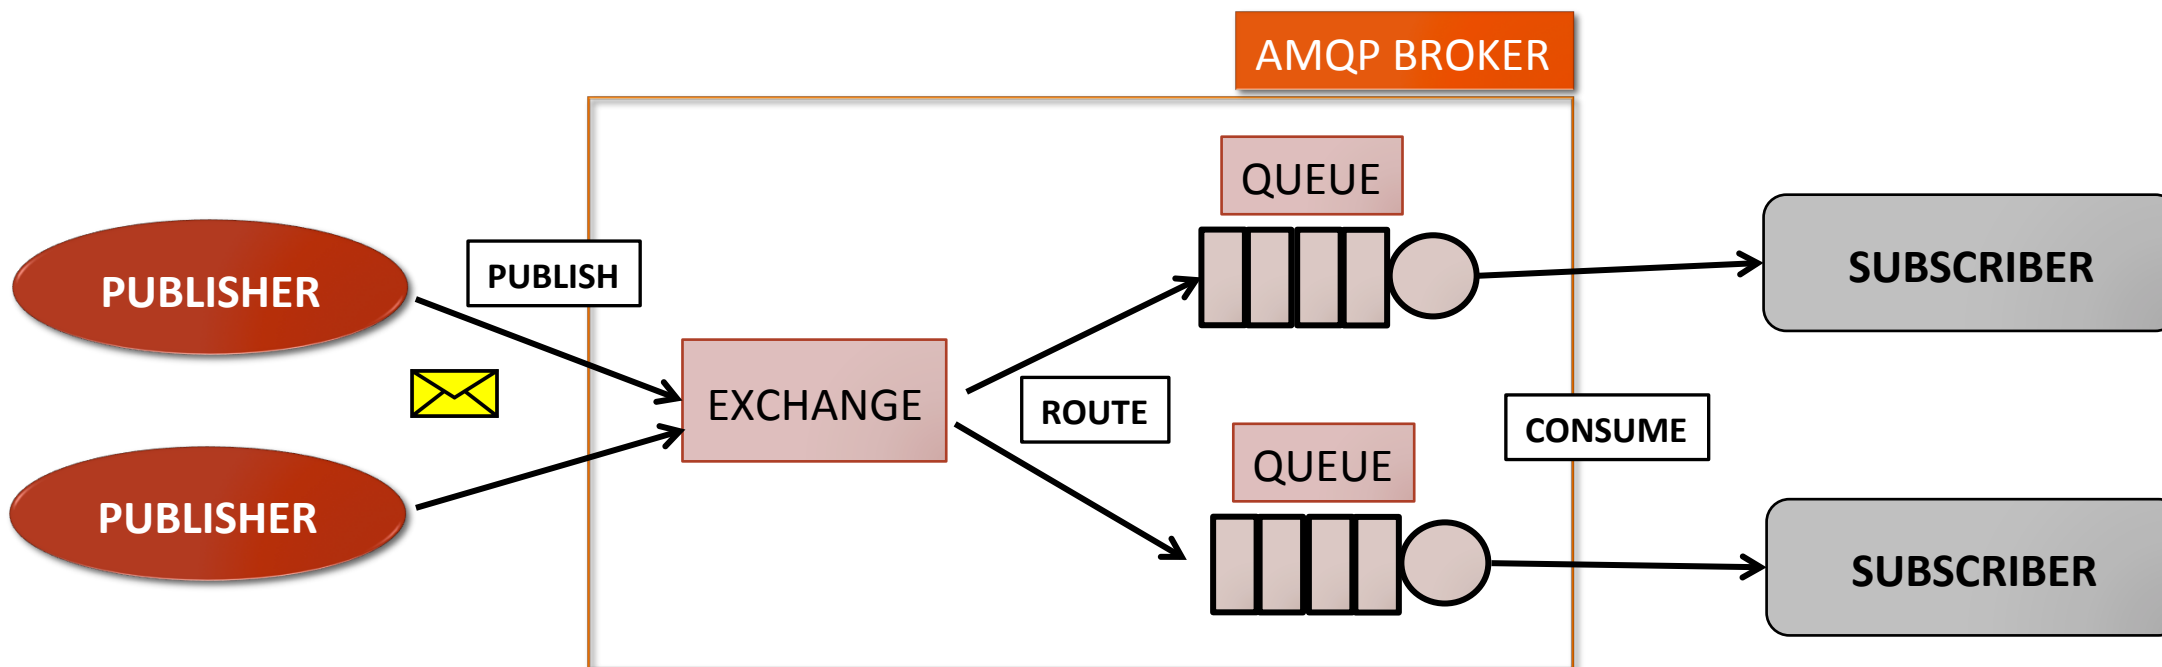 AMQP BROKER
QUEUE
PUBLISHER
PUBLISH
SUBSCRIBER
EXCHANGE
ROUTE
CONSUME
QUEUE
PUBLISHER
SUBSCRIBER